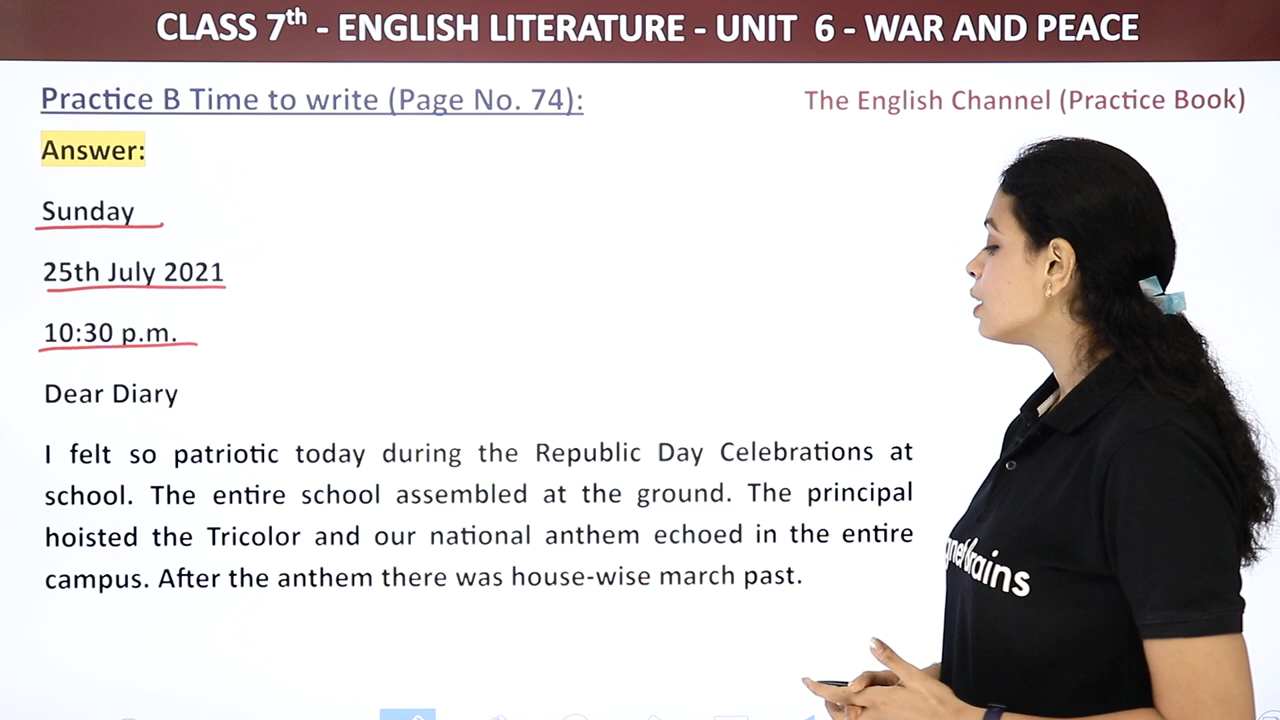 CLASS 7th - ENGLISH LITERATURE - UNIT 6 - WAR AND PEACE
Practice B Time to write (Page No. 74):
The English Channel (Practice Book)
Answer:
Sunday
25th July 2021
10:30 p.m.
Dear Diary
I felt so patriotic today during the Republic Day Celebrations at
school. The entire school assembled at the ground. The principal
hoisted the Tricolor and our national anthem echoed in the entire
campus. After the anthem there was house-wise march past.